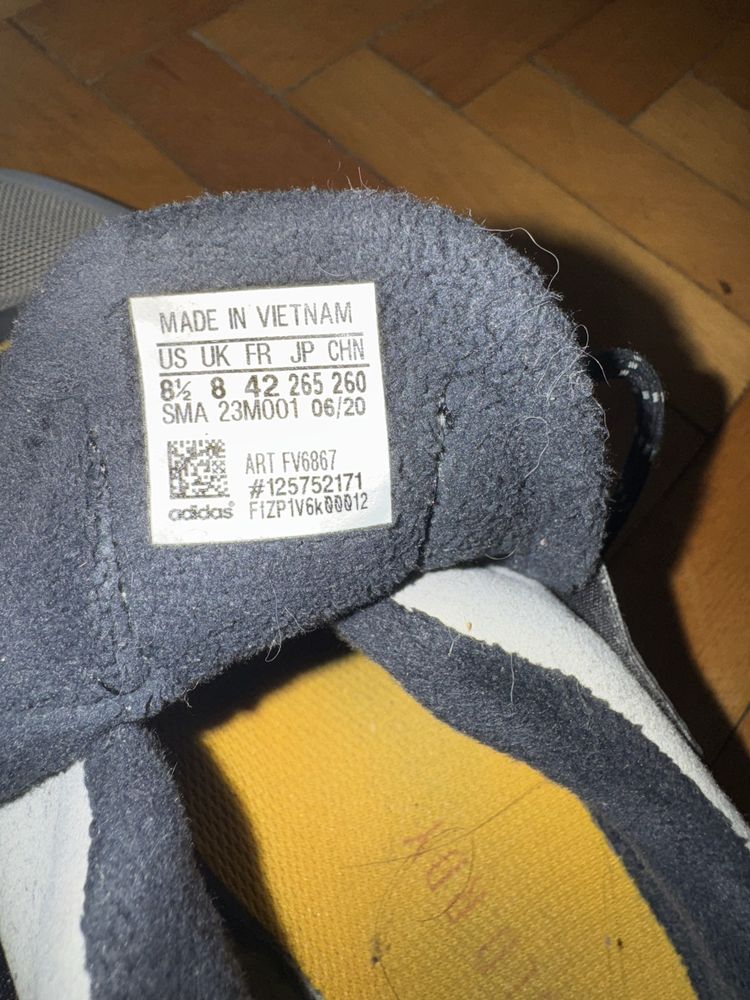 MADE IN VIETNAM
US UK FR JP CHN
8½ 8 42 265 260
SMA 23M001 06/20
ART FV6867
#125752171
adidas F1ZP1V6k00012